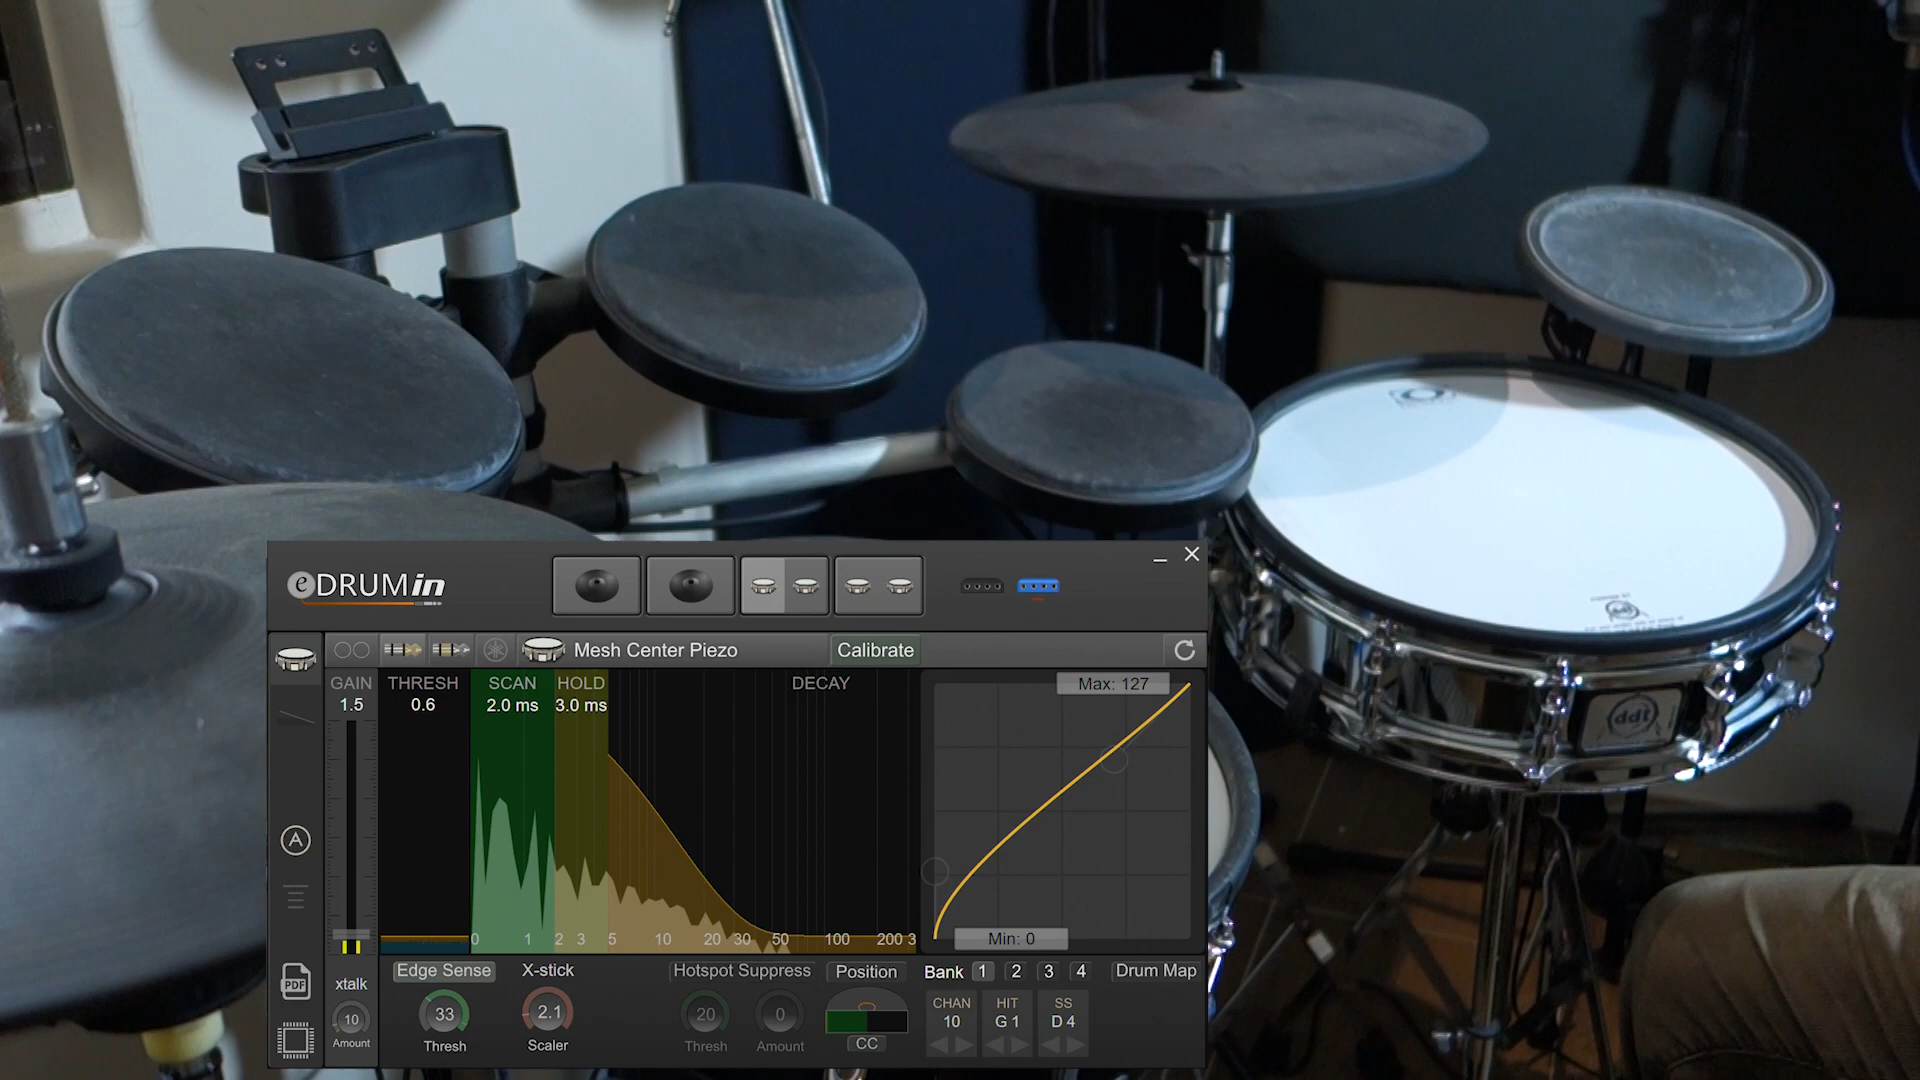 eDRUMin
Mesh Center Piezo
Calibrate
GAIN
1.5
THRESH
0.6
SCAN
2.0 ms
HOLD
3.0 ms
DECAY
Max: 127
Min: 0
0 1 2 3 5 10 20 30 50 100 200 3
A
PDF
xtalk
10
Amount
Edge Sense
33
Thresh
X-stick
2.1
Scaler
Hotspot Suppress
20
Thresh
0
Amount
Position
CC
Bank 1 2 3 4
Drum Map
CHAN
10
HIT
G 1
SS
D 4
ddt